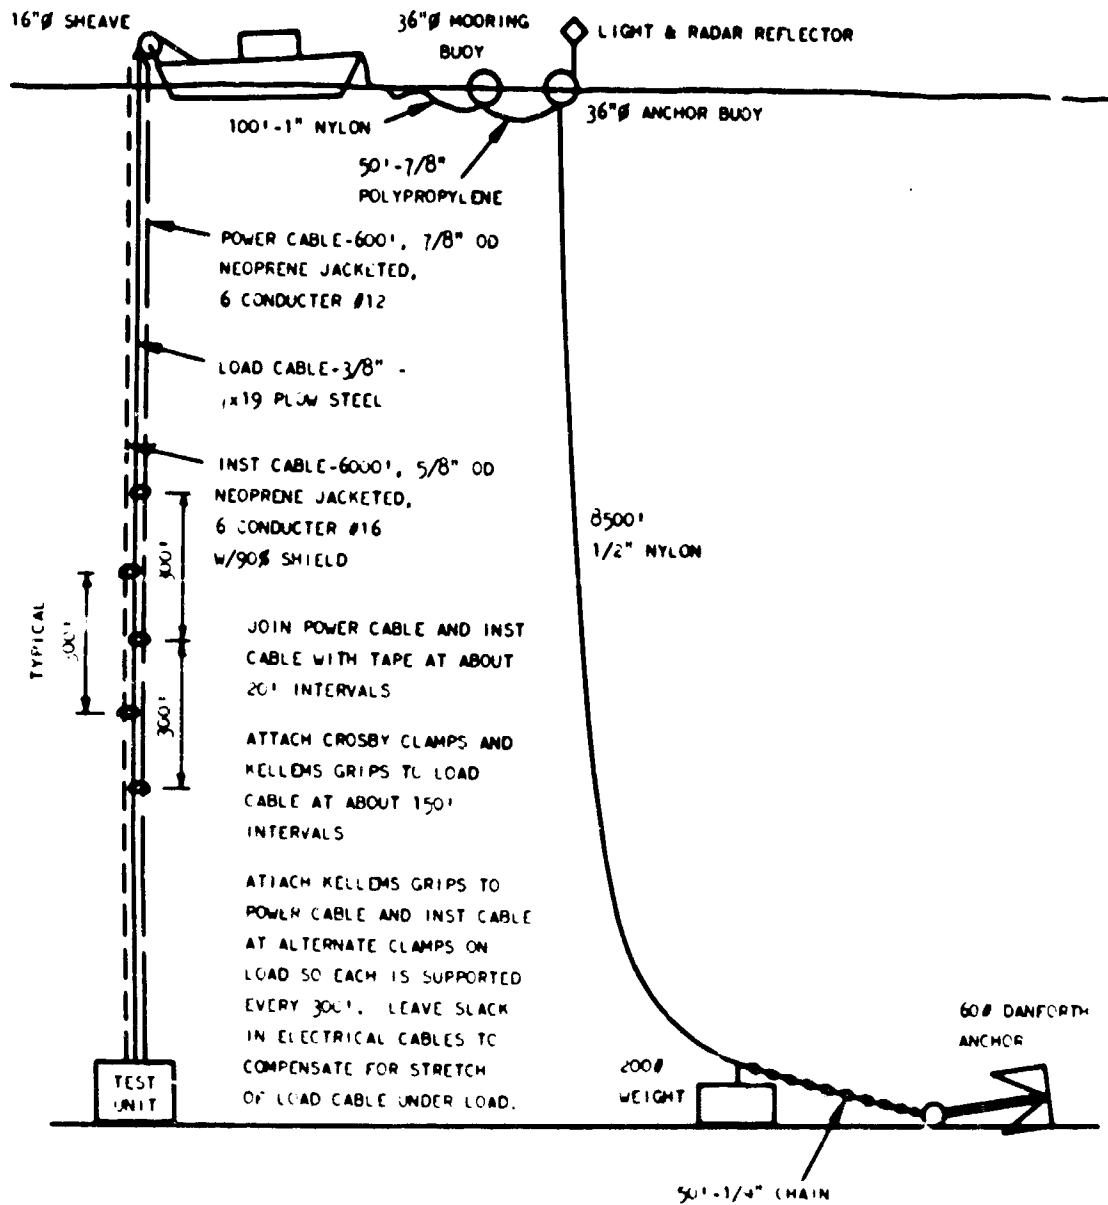 16"Ø SHEAVE
36"Ø MOORING
BUOY
LIGHT & RADAR REFLECTOR
36"Ø ANCHOR BUOY
100'-1" NYLON
50'-7/8"
POLYPROPYLENE
POWER CABLE-600', 7/8" OD
NEOPRENE JACKETED,
6 CONDUCTER #12
LOAD CABLE-3/8" -
x19 PLOW STEEL
INST CABLE-6000', 5/8" OD
NEOPRENE JACKETED,
6 CONDUCTER #16
W/90% SHIELD
300'
300'
TYPICAL
300'
8500'
1/2" NYLON
JOIN POWER CABLE AND INST
CABLE WITH TAPE AT ABOUT
20' INTERVALS
ATTACH CROSBY CLAMPS AND
KELLEMS GRIPS TO LOAD
CABLE AT ABOUT 150'
INTERVALS
ATTACH KELLEMS GRIPS TO
POWER CABLE AND INST CABLE
AT ALTERNATE CLAMPS ON
LOAD SO EACH IS SUPPORTED
EVERY 300'. LEAVE SLACK
IN ELECTRICAL CABLES TO
COMPENSATE FOR STRETCH
OF LOAD CABLE UNDER LOAD.
TEST
UNIT
200#
WEIGHT
60# DANFORTH
ANCHOR
50'-1/4" CHAIN